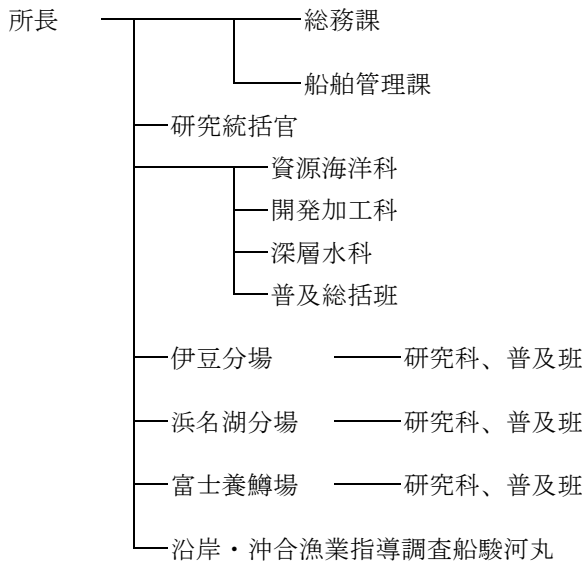 所長 総務課
船舶管理課
研究統括官
資源海洋科
開発加工科
深層水科
普及総括班
伊豆分場 研究科、普及班
浜名湖分場 研究科、普及班
富士養鱒場 研究科、普及班
沿岸・沖合漁業指導調査船駿河丸